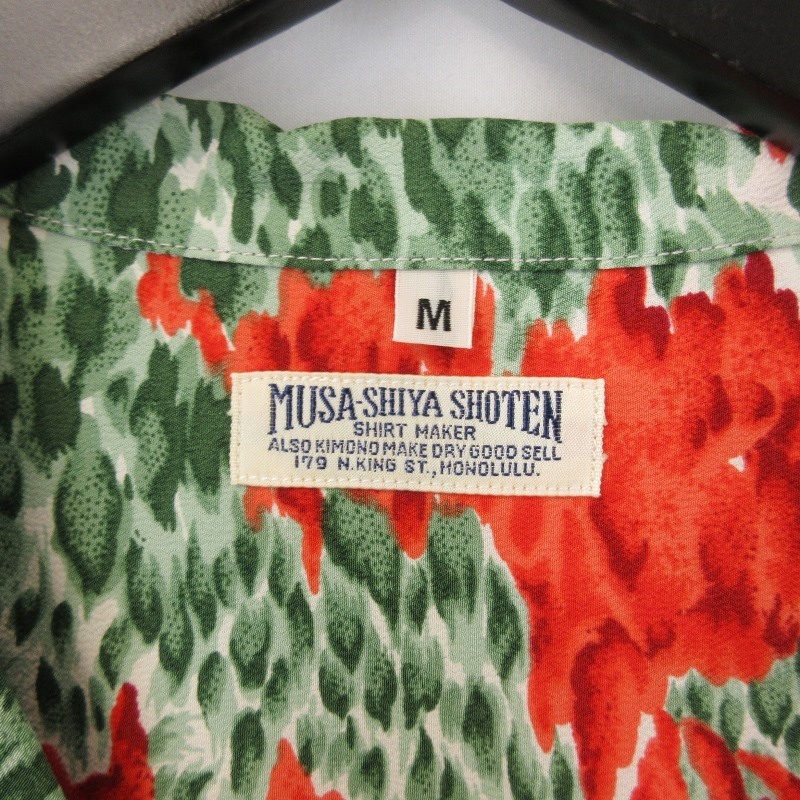 M
MUSA-SHIYA SHOTEN
SHIRT MAKER
ALSO KIMONO MAKE DRY GOOD SELL
179 N.KING ST., HONOLULU.